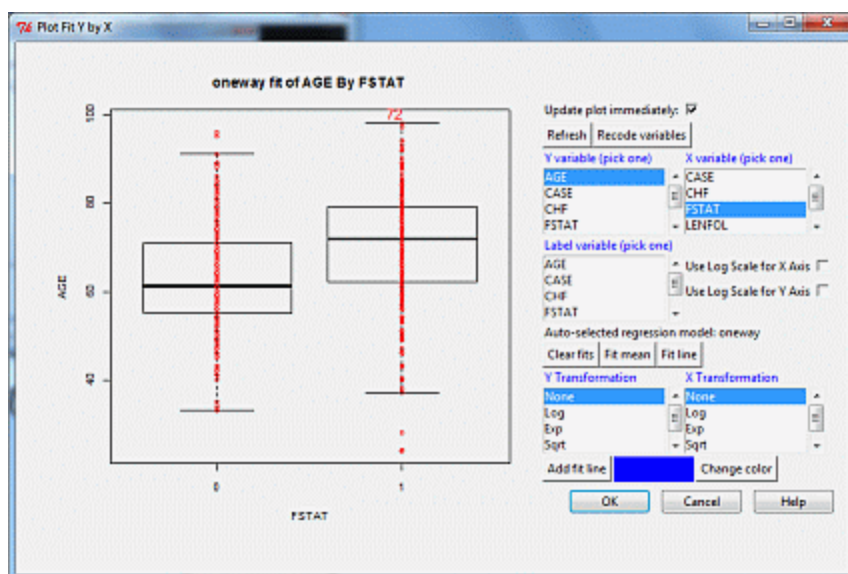 Plot Fit Y by X
oneway fit of AGE By FSTAT
100
80
60
40
AGE
72
0
1
FSTAT
Update plot immediately:
Refresh Recode variables
Y variable (pick one) X variable (pick one)
AGE CASE
CASE CHF
CHF FSTAT
FSTAT LENFOL
Label variable (pick one)
AGE
CASE
CHF
FSTAT
Use Log Scale for X Axis
Use Log Scale for Y Axis
Auto-selected regression model: oneway
Clear fits Fit mean Fit line
Y Transformation X Transformation
None None
Log Log
Exp Exp
Sqrt Sqrt
Add fit line Change color
OK Cancel Help